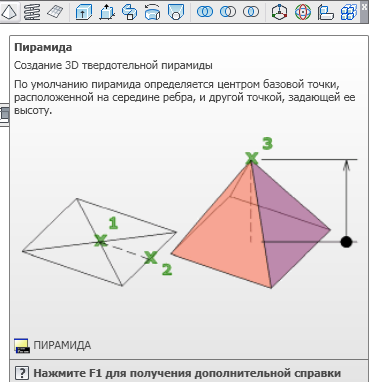 Пирамида
Создание 3D твердотельной пирамиды
По умолчанию пирамида определяется центром базовой точки,
расположенной на середине ребра, и другой точкой, задающей ее
высоту.
3
1
2
ПИРАМИДА
? Нажмите F1 для получения дополнительной справки